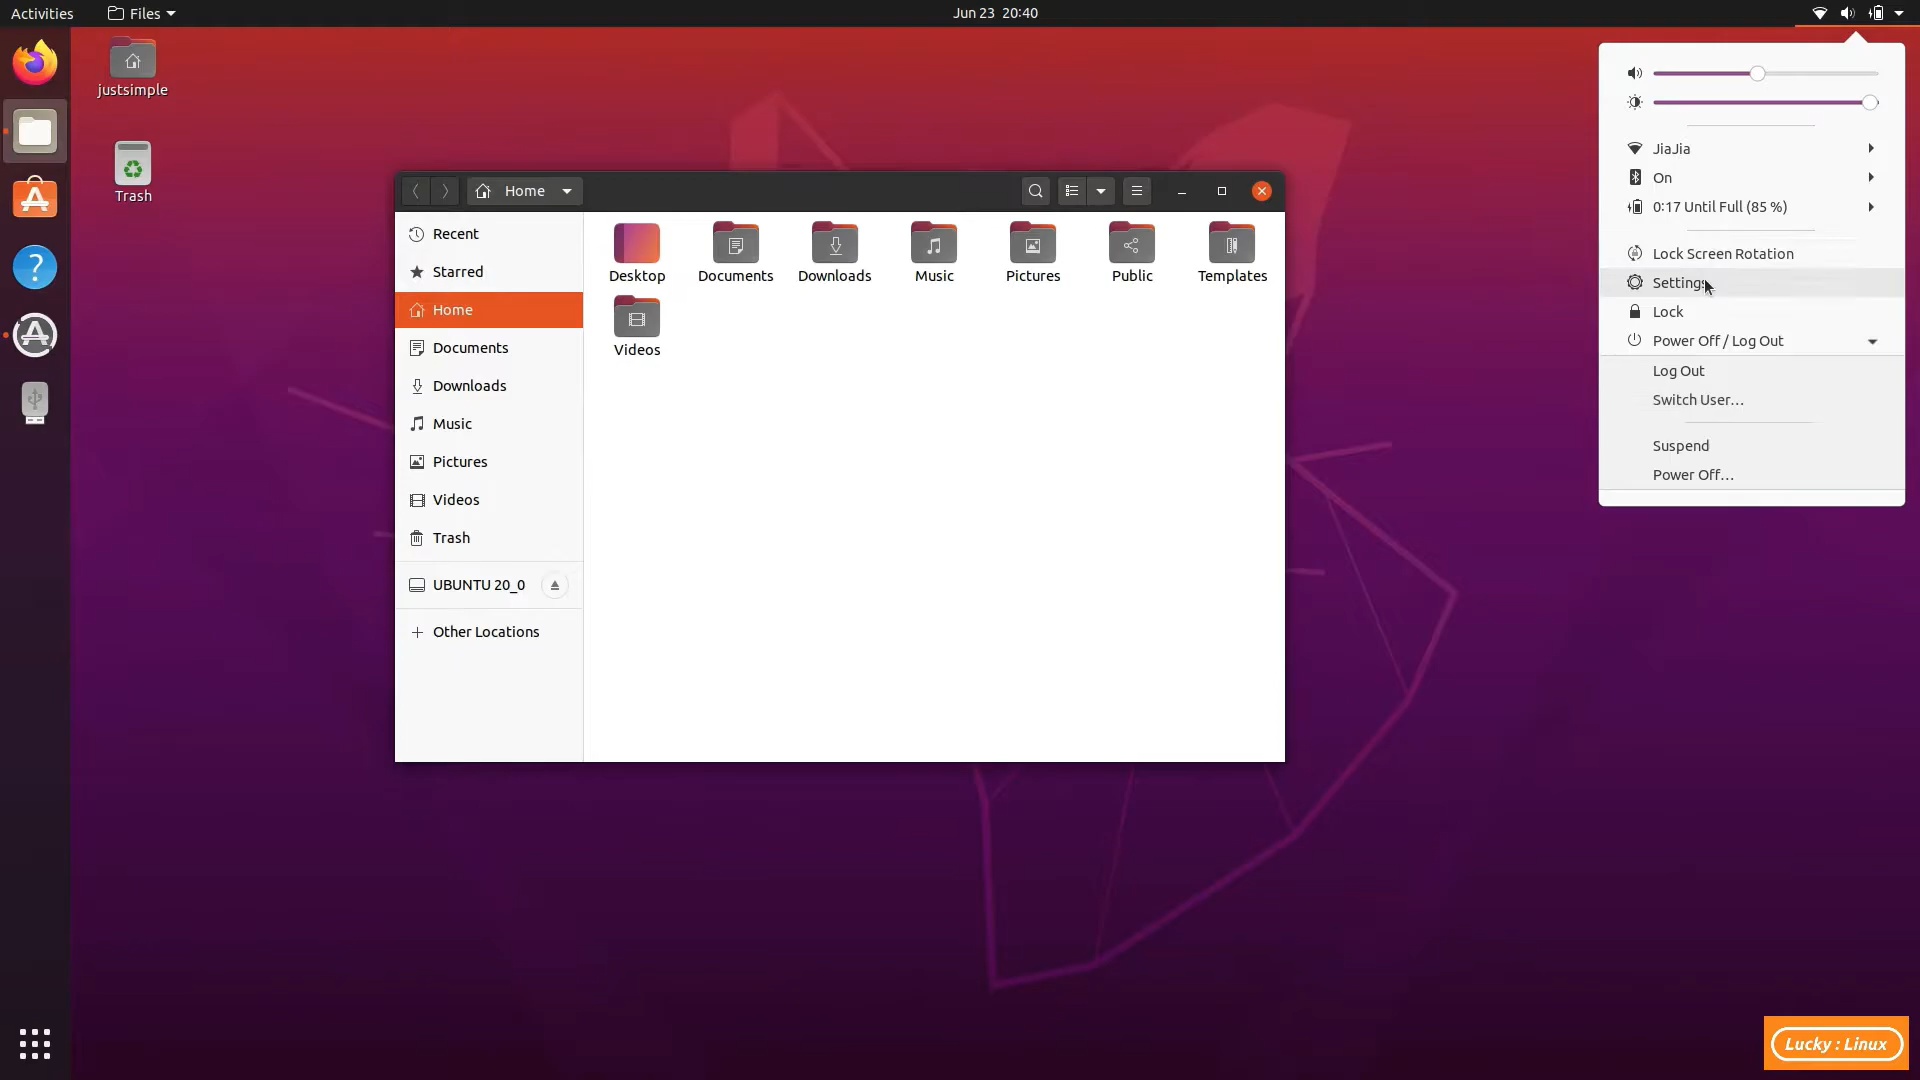 Activities
Files
Jun 23 20:40
justsimple
Trash
Home
Recent
Starred
Home
Documents
Downloads
Music
Pictures
Videos
Trash
UBUNTU 20_0
Other Locations
Desktop
Documents
Downloads
Music
Pictures
Public
Templates
Videos
JiaJia
On
0:17 Until Full (85 %)
Lock Screen Rotation
Settings
Lock
Power Off / Log Out
Log Out
Switch User…
Suspend
Power Off…
Lucky : Linux